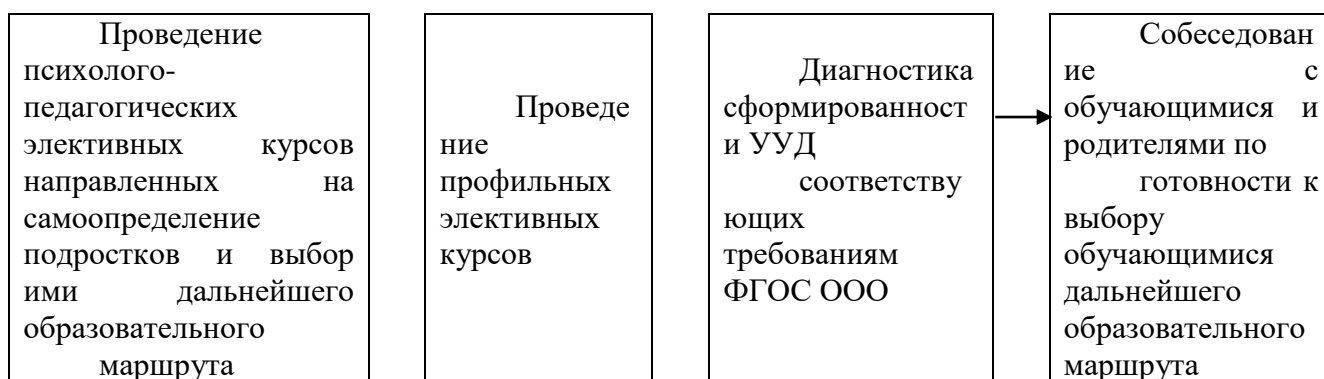 Проведение
психолого-
педагогических
элективных курсов
направленных на
самоопределение
подростков и выбор
ими дальнейшего
образовательного
маршрута
Проведе
ние
профильных
элективных
курсов
Диагностика
сформированност
и УУД
соответству
ющих
требованиям
ФГОС ООО
Собеседован
ие с
обучающимися и
родителями по
готовности к
выбору
обучающимися
дальнейшего
образовательного
маршрута